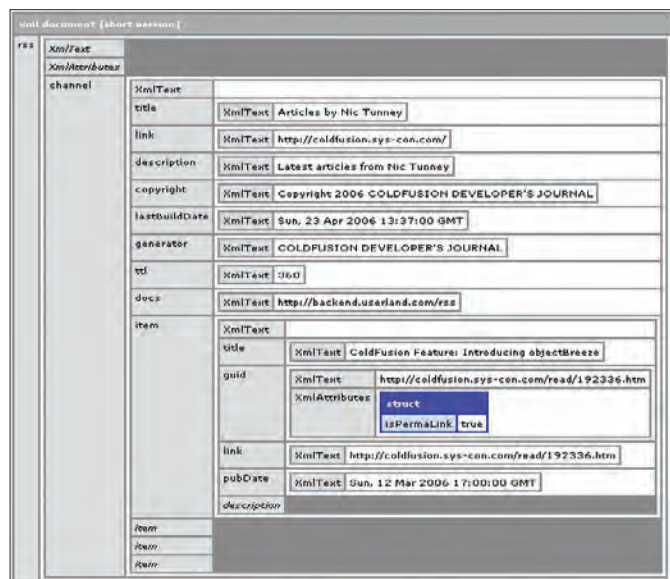 xml document [short version]
rss
XmlText
XmlAttributes
channel
XmlText
title XmlText Articles by Nic Tunney
link XmlText http://coldfusion.sys-con.com/
description XmlText Latest articles from Nic Tunney
copyright XmlText Copyright 2006 COLDFUSION DEVELOPER'S JOURNAL
lastBuildDate XmlText Sun, 23 Apr 2006 13:37:00 GMT
generator XmlText COLDFUSION DEVELOPER'S JOURNAL
ttl XmlText 360
docs XmlText http://backend.userland.com/rss
item XmlText
title XmlText ColdFusion Feature: Introducing objectBreeze
guid XmlText http://coldfusion.sys-con.com/read/192336.htm
XmlAttributes struct
isPermaLink true
link XmlText http://coldfusion.sys-con.com/read/192336.htm
pubDate XmlText Sun, 12 Mar 2006 17:00:00 GMT
description
item
item
item